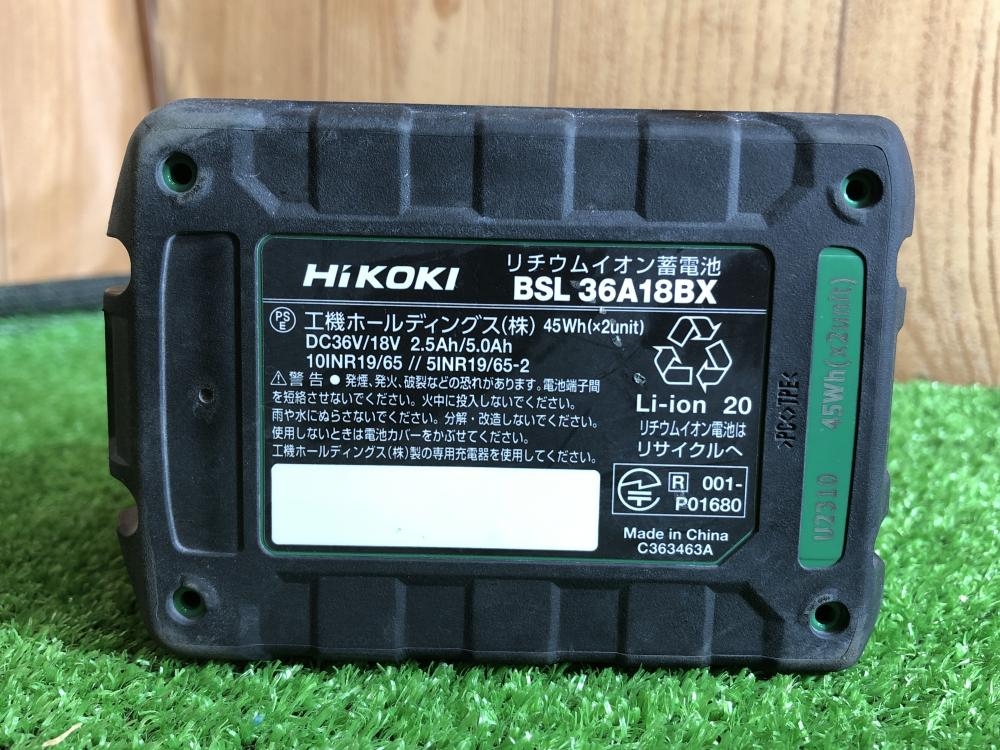 HiKOKI
リチウムイオン蓄電池
BSL 36A18BX
PS
E
工機ホールディングス(株) 45Wh(×2unit)
DC36V/18V 2.5Ah/5.0Ah
10INR19/65 // 5INR19/65-2
⚠警告 ● 発煙、発火、破裂などの恐れがあります。電池端子間
を短絡させないでください。火中に投入しないでください。
雨や水にぬらさないでください。分解・改造しないでください。
使用しないときは電池カバーをかぶせてください。
工機ホールディングス(株)製の専用充電器を使用してください。
Li-ion 20
リチウムイオン電池は
リサイクルへ
R 001-
P01680
Made in China
C363463A
>PC<>TPE<
U2310 45Wh(x2unit)